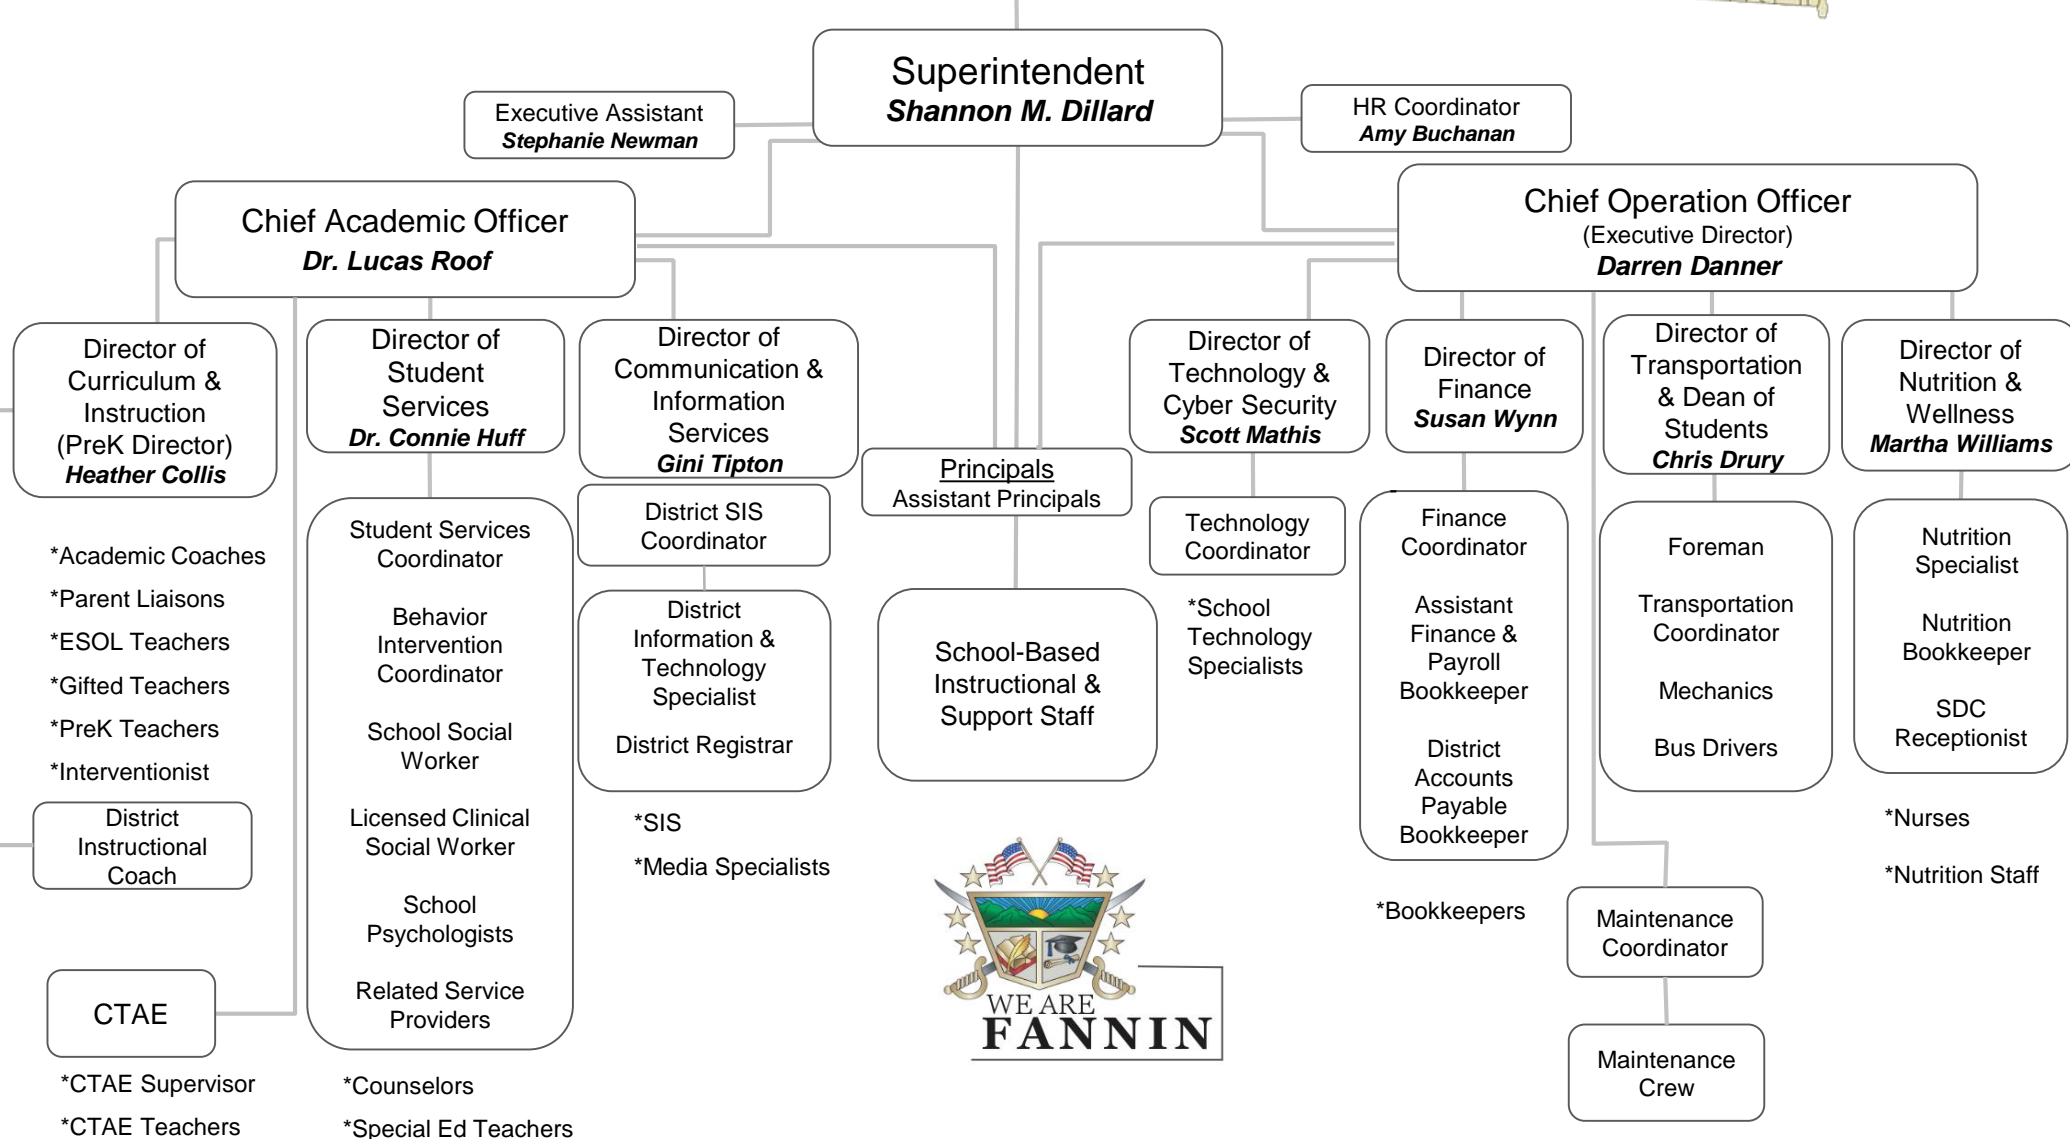 Superintendent
Shannon M. Dillard
Executive Assistant
Stephanie Newman
HR Coordinator
Amy Buchanan
Chief Academic Officer
Dr. Lucas Roof
Chief Operation Officer
(Executive Director)
Darren Danner
Director of
Curriculum &
Instruction
(PreK Director)
Heather Collis
*Academic Coaches
*Parent Liaisons
*ESOL Teachers
*Gifted Teachers
*PreK Teachers
*Interventionist
District
Instructional
Coach
CTAE
*CTAE Supervisor
*CTAE Teachers
Director of
Student
Services
Dr. Connie Huff
Student Services
Coordinator
Behavior
Intervention
Coordinator
School Social
Worker
Licensed Clinical
Social Worker
School
Psychologists
Related Service
Providers
*Counselors
*Special Ed Teachers
Director of
Communication &
Information
Services
Gini Tipton
District SIS
Coordinator
District
Information &
Technology
Specialist
District Registrar
*SIS
*Media Specialists
Principals
Assistant Principals
School-Based
Instructional &
Support Staff
WE ARE
FANNIN
Director of
Technology &
Cyber Security
Scott Mathis
Technology
Coordinator
*School
Technology
Specialists
Director of
Finance
Susan Wynn
Finance
Coordinator
Assistant
Finance &
Payroll
Bookkeeper
District
Accounts
Payable
Bookkeeper
*Bookkeepers
Director of
Transportation
& Dean of
Students
Chris Drury
Foreman
Transportation
Coordinator
Mechanics
Bus Drivers
Maintenance
Coordinator
Maintenance
Crew
Director of
Nutrition &
Wellness
Martha Williams
Nutrition
Specialist
Nutrition
Bookkeeper
SDC
Receptionist
*Nurses
*Nutrition Staff